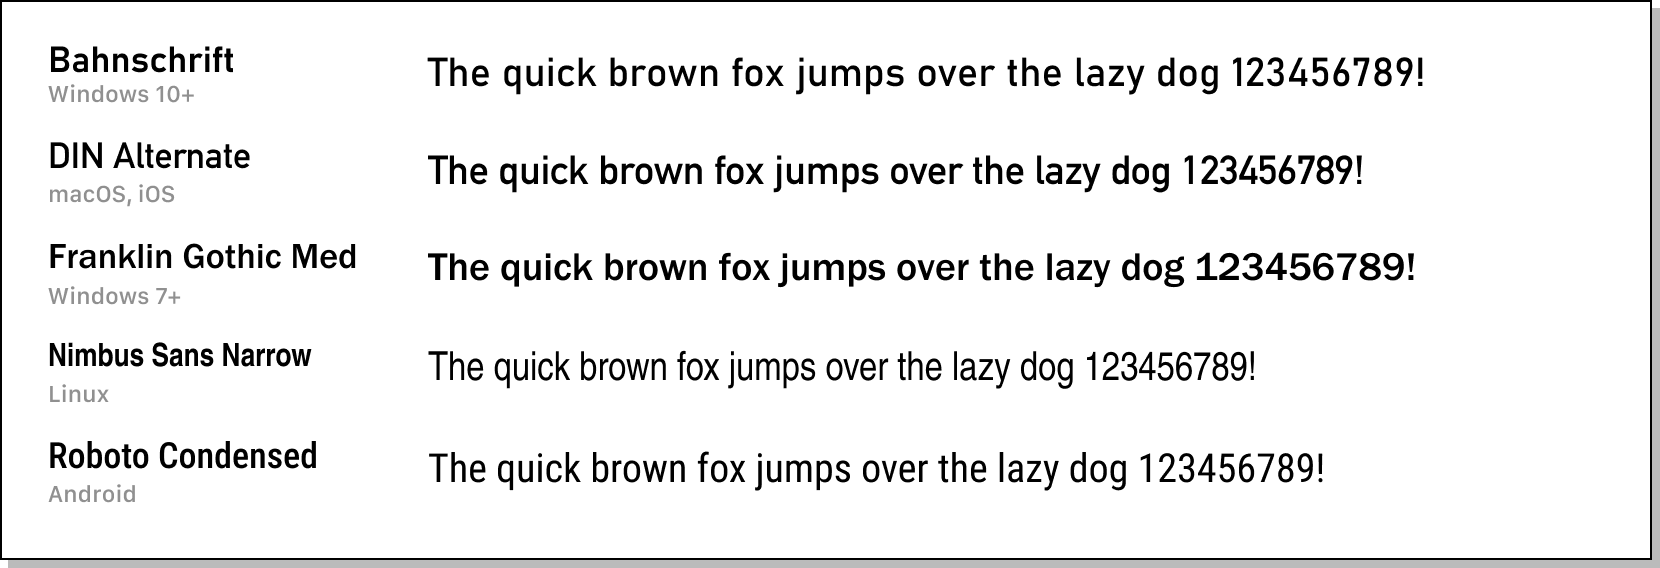 Bahnschrift
Windows 10+
The quick brown fox jumps over the lazy dog 123456789!
DIN Alternate
macOS, iOS
The quick brown fox jumps over the lazy dog 123456789!
Franklin Gothic Med
Windows 7+
The quick brown fox jumps over the lazy dog 123456789!
Nimbus Sans Narrow
Linux
The quick brown fox jumps over the lazy dog 123456789!
Roboto Condensed
Android
The quick brown fox jumps over the lazy dog 123456789!